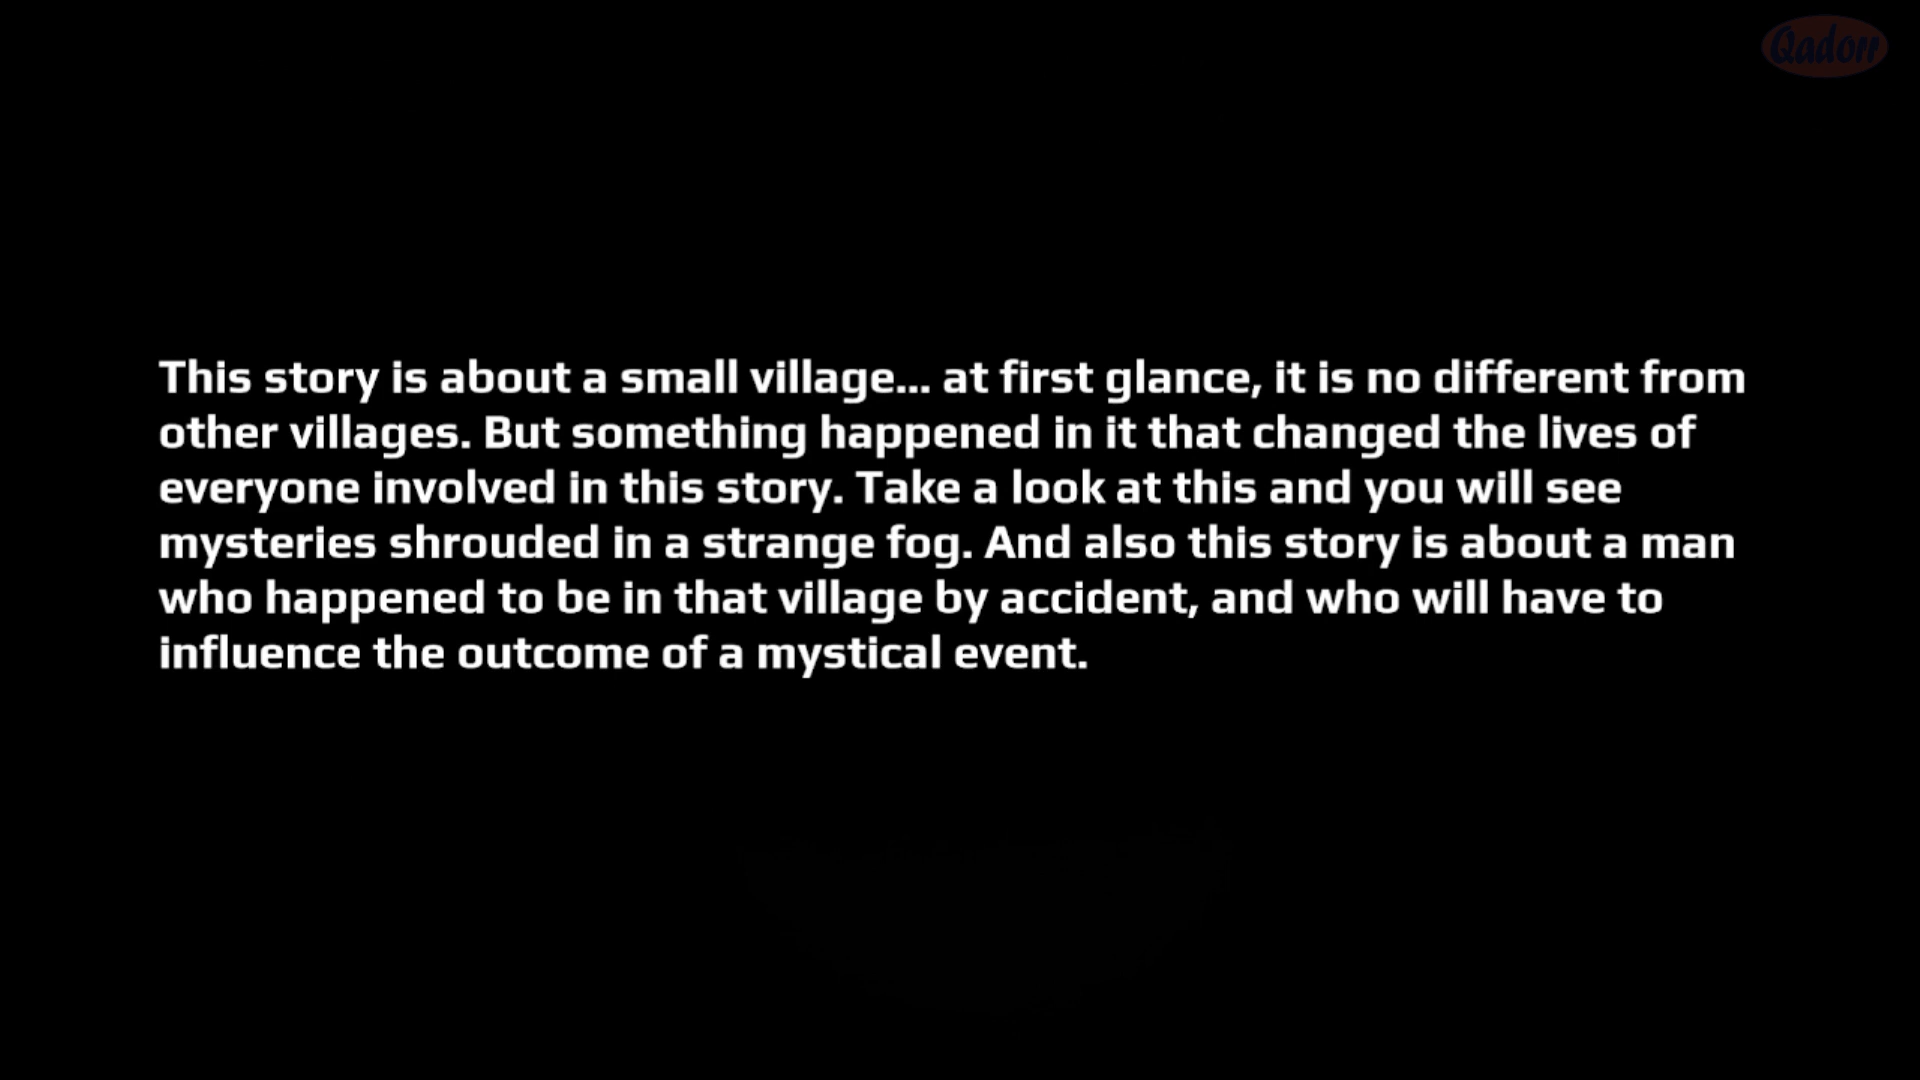 Qadorr
This story is about a small village... at first glance, it is no different from
other villages. But something happened in it that changed the lives of
everyone involved in this story. Take a look at this and you will see
mysteries shrouded in a strange fog. And also this story is about a man
who happened to be in that village by accident, and who will have to
influence the outcome of a mystical event.